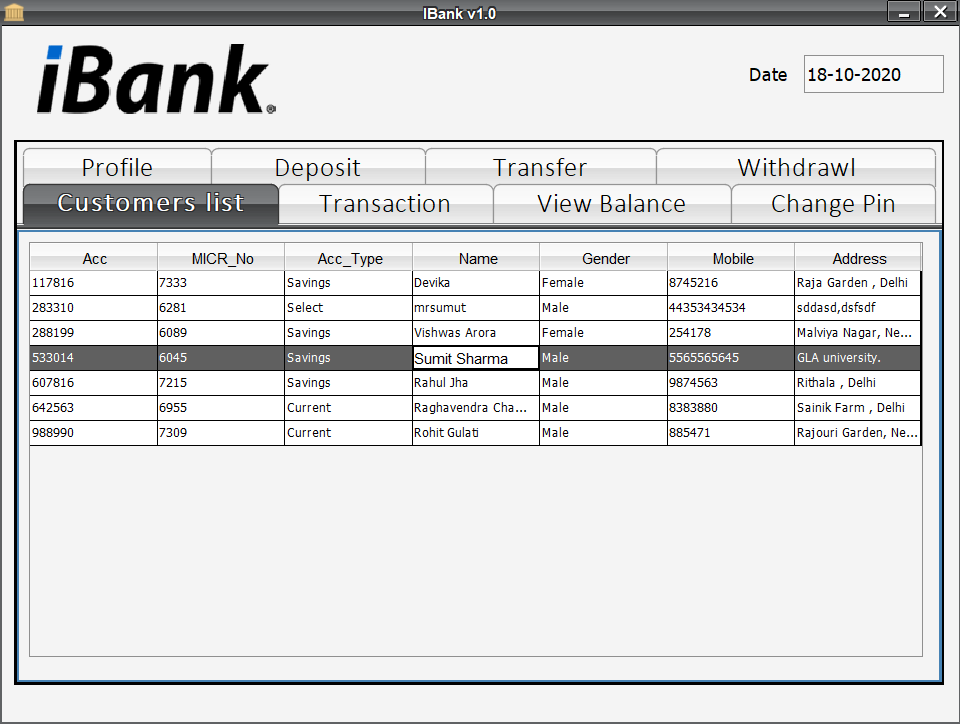 IBank v1.0
iBank®
Date 18-10-2020
Profile Deposit Transfer Withdrawl
Customers list Transaction View Balance Change Pin
Acc MICR_No Acc_Type Name Gender Mobile Address
117816 7333 Savings Devika Female 8745216 Raja Garden , Delhi
283310 6281 Select mrsumut Male 44353434534 sddasd,dsfsdf
288199 6089 Savings Vishwas Arora Female 254178 Malviya Nagar, Ne...
533014 6045 Savings Sumit Sharma Male 5565565645 GLA university.
607816 7215 Savings Rahul Jha Male 9874563 Rithala , Delhi
642563 6955 Current Raghavendra Cha... Male 8383880 Sainik Farm , Delhi
988990 7309 Current Rohit Gulati Male 885471 Rajouri Garden, Ne...